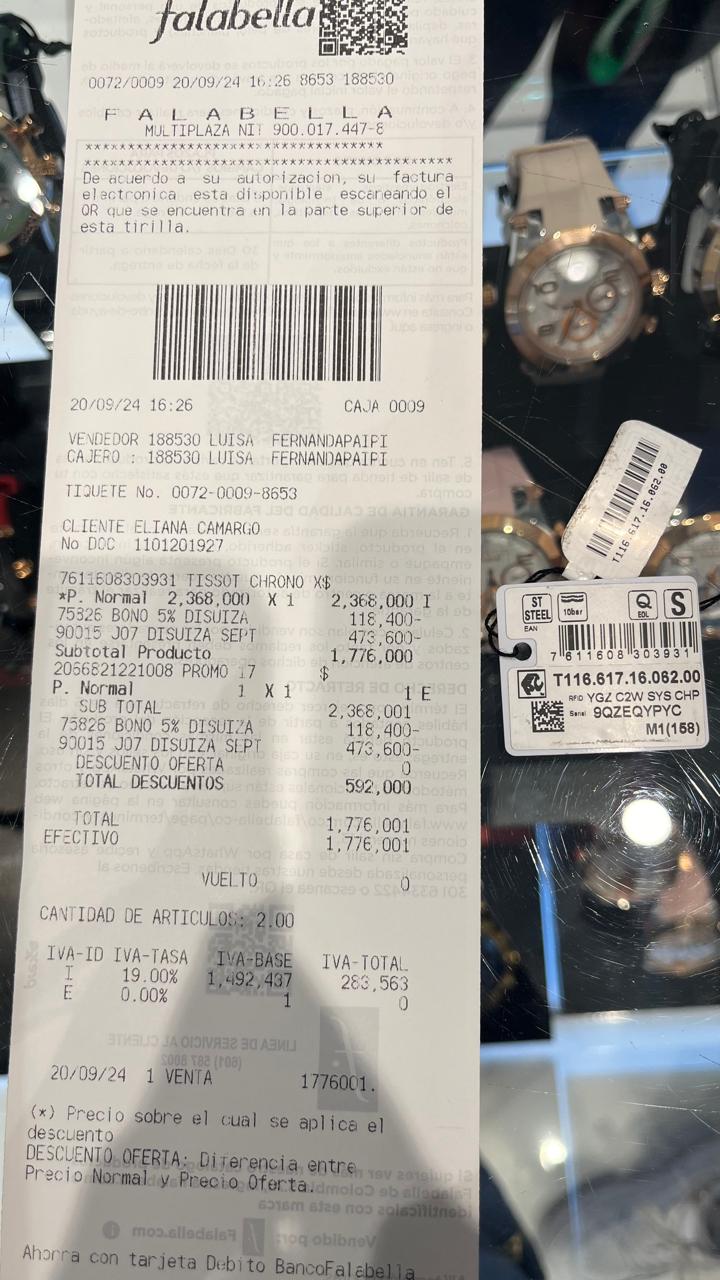 falabella
0072/0009 20/09/24 16:26 8653 188530
FALABELLA
MULTIPLAZA NIT 900.017.447-8
De acuerdo a su autorizacion, su factura
electronica esta disponible escaneando el
QR que se encuentra en la parte superior de
esta tirilla.
20/09/24 16:26 CAJA 0009
VENDEDOR 188530 LUISA FERNANDAPAIPI
CAJERO : 188530 LUISA FERNANDAPAIPI
TIQUETE No. 0072-0009-8653
CLIENTE ELIANA CAMARGO
No DOC 1101201927
7611608303931 TISSOT CHRONO X$
*P. Normal 2,368,000 X 1 2,368,000 I
75826 BONO 5% DISUIZA 118,400-
90015 J07 DISUIZA SEPT 473,600-
Subtotal Producto 1,776,000
2066821221008 PROMO 17 $
P. Normal 1 X 1 1 E
SUB TOTAL 2,368,001
75826 BONO 5% DISUIZA 118,400-
90015 J07 DISUIZA SEPT 473,600-
DESCUENTO OFERTA 0
TOTAL DESCUENTOS 592,000
TOTAL 1,776,001
EFECTIVO 1,776,001
VUELTO 0
CANTIDAD DE ARTICULOS: 2.00
IVA-ID IVA-TASA IVA-BASE IVA-TOTAL
I 19.00% 1,492,437 283,563
E 0.00% 1 0
20/09/24 1 VENTA 1776001.
(*) Precio sobre el cual se aplica el
descuento
DESCUENTO OFERTA: Diferencia entre
Precio Normal y Precio Oferta.
Ahorra con tarjeta Debito BancoFalabella
T116.617.16.062.00
ST STEEL 10bar Q EOL S
EAN
7 611608 303931
T116.617.16.062.00
RFID YGZ C2W SYS CHP
Serial 9QZEQYPYC
M1(158)